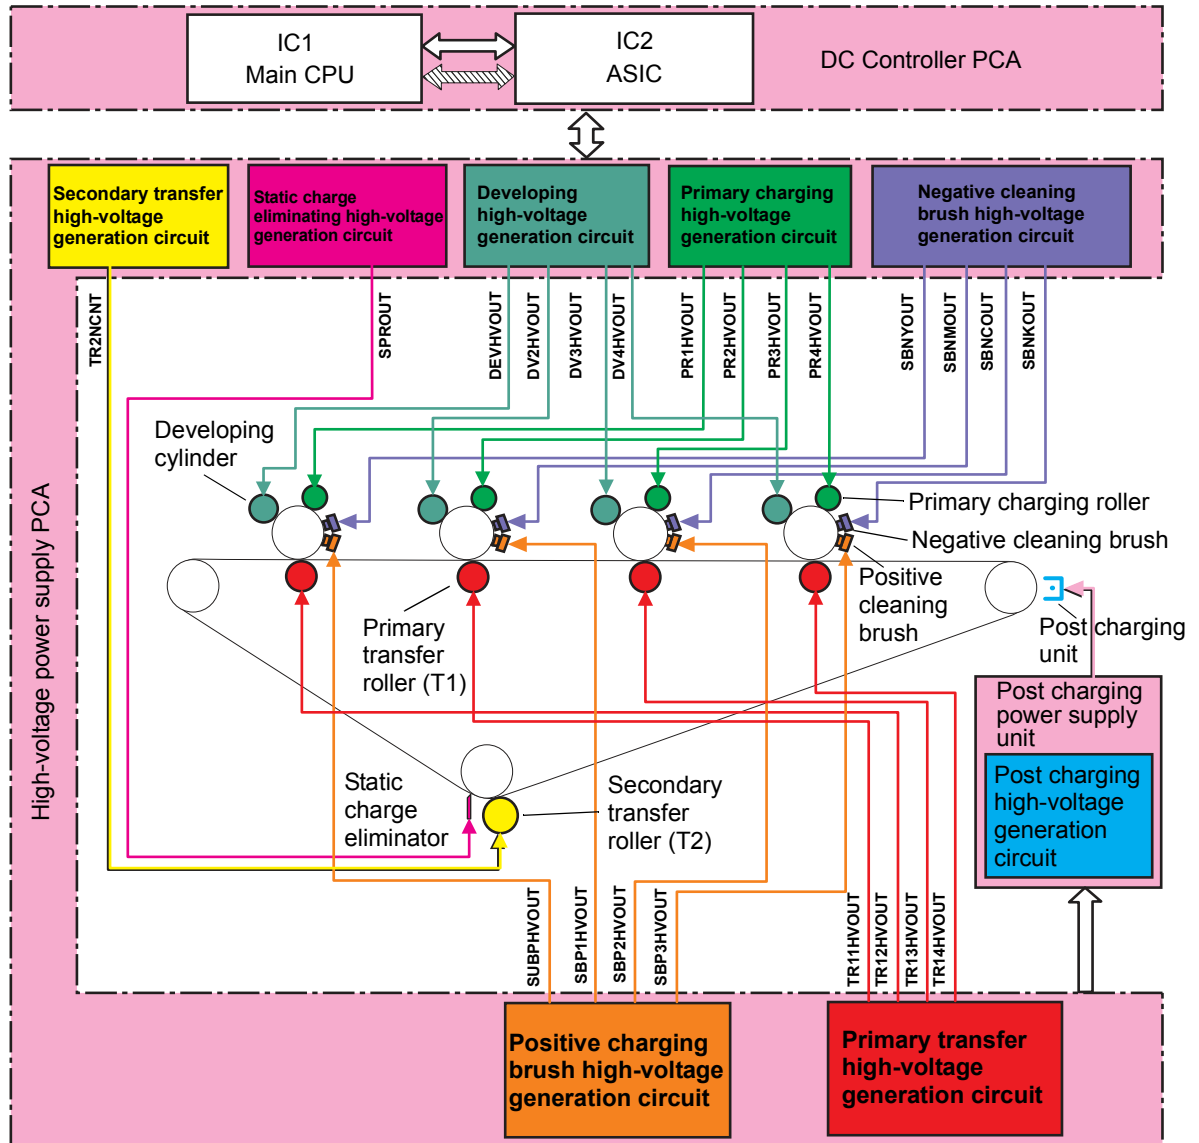 IC1
Main CPU
IC2
ASIC
DC Controller PCA
Secondary transfer
high-voltage
generation circuit
Static charge
eliminating high-voltage
generation circuit
Developing
high-voltage
generation circuit
Primary charging
high-voltage
generation circuit
Negative cleaning
brush high-voltage
generation circuit
TR2NCNT
SPROUT
DEVHVOUT
DV2HVOUT
DV3HVOUT
DV4HVOUT
PR1HVOUT
PR2HVOUT
PR3HVOUT
PR4HVOUT
SBNYOUT
SBNMOUT
SBNCOUT
SBNKOUT
High-voltage power supply PCA
Developing
cylinder
Primary charging roller
Negative cleaning brush
Positive
cleaning
brush
Post charging
unit
Primary
transfer
roller (T1)
Post charging
power supply
unit
Post charging
high-voltage
generation
circuit
Static
charge
eliminator
Secondary
transfer
roller (T2)
SUBPHVOUT
SBP1HVOUT
SBP2HVOUT
SBP3HVOUT
TR11HVOUT
TR12HVOUT
TR13HVOUT
TR14HVOUT
Positive charging
brush high-voltage
generation circuit
Primary transfer
high-voltage
generation circuit